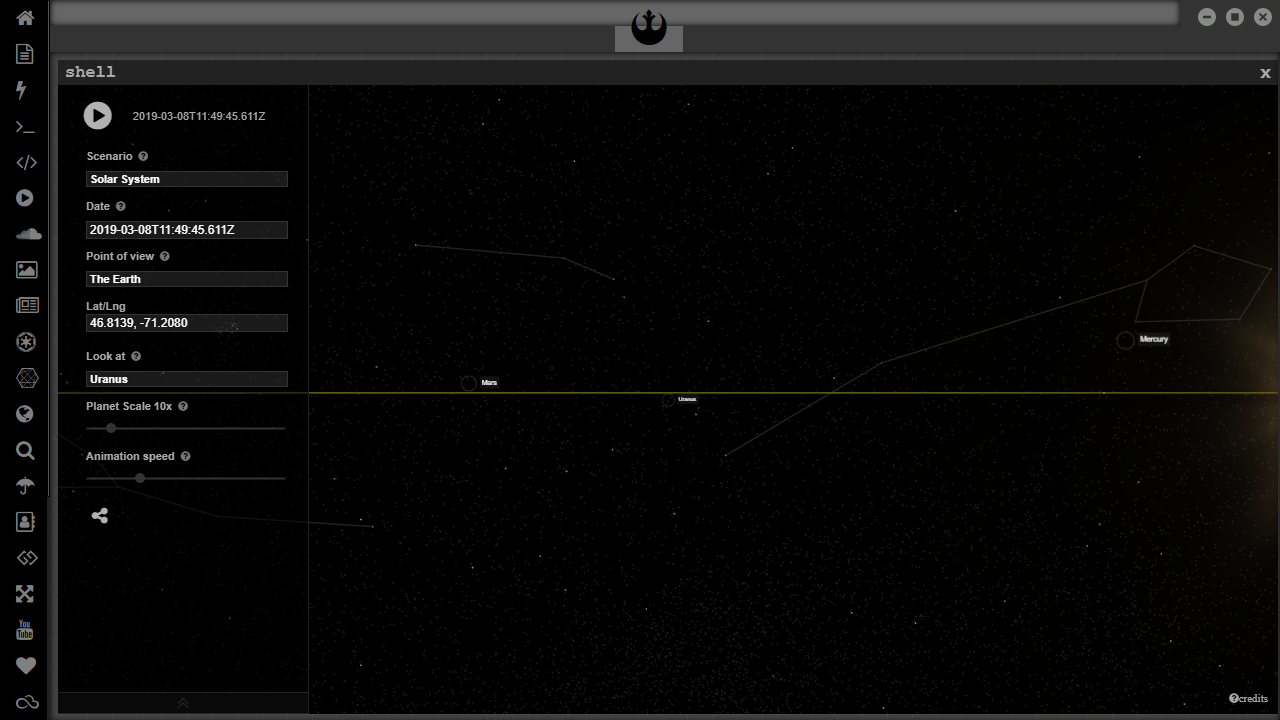 shell
x
2019-03-08T11:49:45.611Z
Scenario
Solar System
Date
2019-03-08T11:49:45.611Z
Point of view
The Earth
Lat/Lng
46.8139, -71.2080
Look at
Uranus
Planet Scale 10x
Animation speed
Mercury
Mars
Uranus
You
Tube
credits